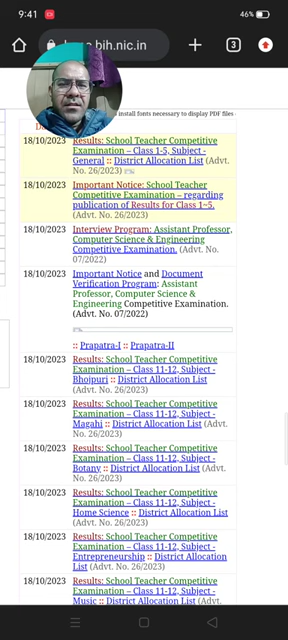 9:41
46%
bih.nic.in
3
install fonts necessary to display PDF files
18/10/2023 Results: School Teacher Competitive
Examination – Class 1-5, Subject -
General :: District Allocation List (Advt.
No. 26/2023)
18/10/2023 Important Notice: School Teacher
Competitive Examination – regarding
publication of Results for Class 1~5.
(Advt. No. 26/2023)
18/10/2023 Interview Program: Assistant Professor,
Computer Science & Engineering
Competitive Examination. (Advt. No.
07/2022)
18/10/2023 Important Notice and Document
Verification Program: Assistant
Professor, Computer Science &
Engineering Competitive Examination.
(Advt. No. 07/2022)
:: Prapatra-I :: Prapatra-II
18/10/2023 Results: School Teacher Competitive
Examination – Class 11-12, Subject -
Bhojpuri :: District Allocation List
(Advt. No. 26/2023)
18/10/2023 Results: School Teacher Competitive
Examination – Class 11-12, Subject -
Magahi :: District Allocation List (Advt.
No. 26/2023)
18/10/2023 Results: School Teacher Competitive
Examination – Class 11-12, Subject -
Botany :: District Allocation List (Advt.
No. 26/2023)
18/10/2023 Results: School Teacher Competitive
Examination – Class 11-12, Subject -
Home Science :: District Allocation List
(Advt. No. 26/2023)
18/10/2023 Results: School Teacher Competitive
Examination – Class 11-12, Subject -
Entrepreneurship :: District Allocation
List (Advt. No. 26/2023)
18/10/2023 Results: School Teacher Competitive
Examination – Class 11-12, Subject -
Music :: District Allocation List (Advt.